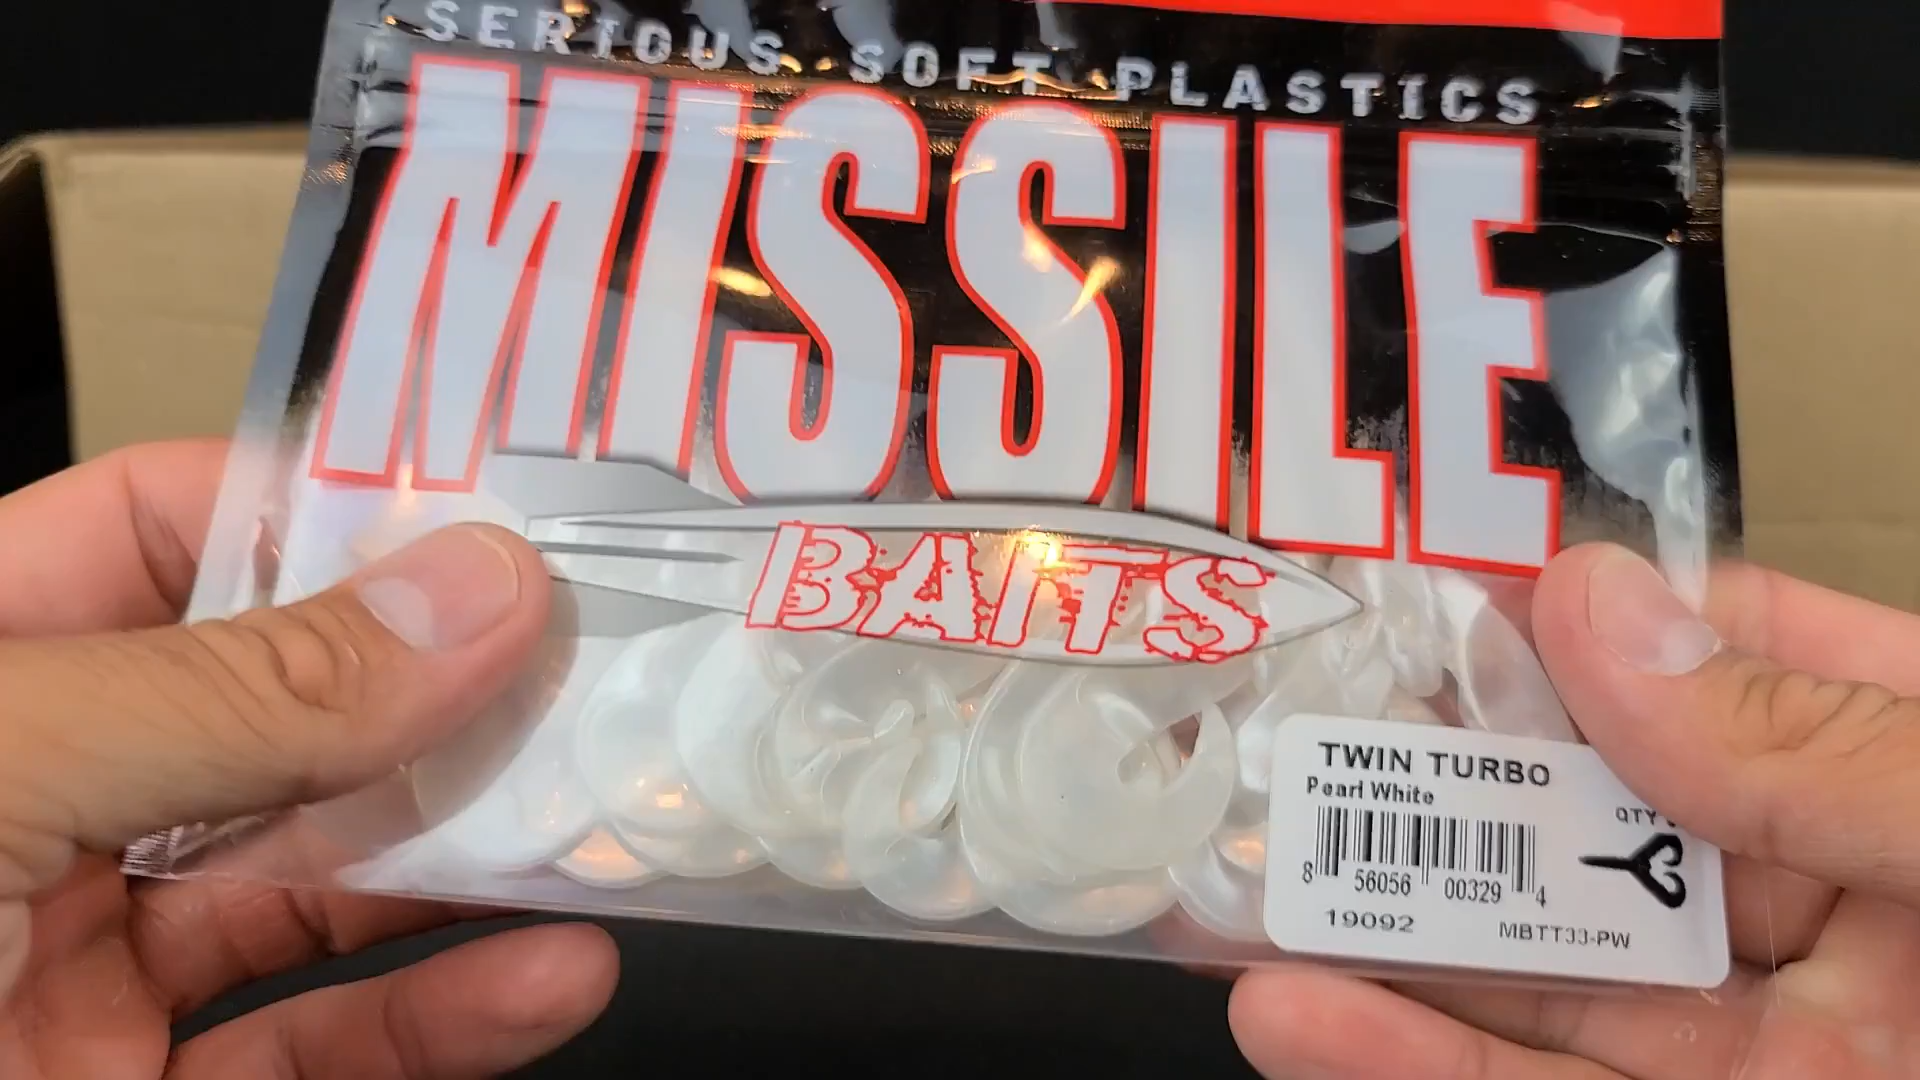 SERIOUS SOFT PLASTICS
MISSILE
BAITS
TWIN TURBO
Pearl White
QTY
8 56056 00329 4
19092 MBTT33-PW